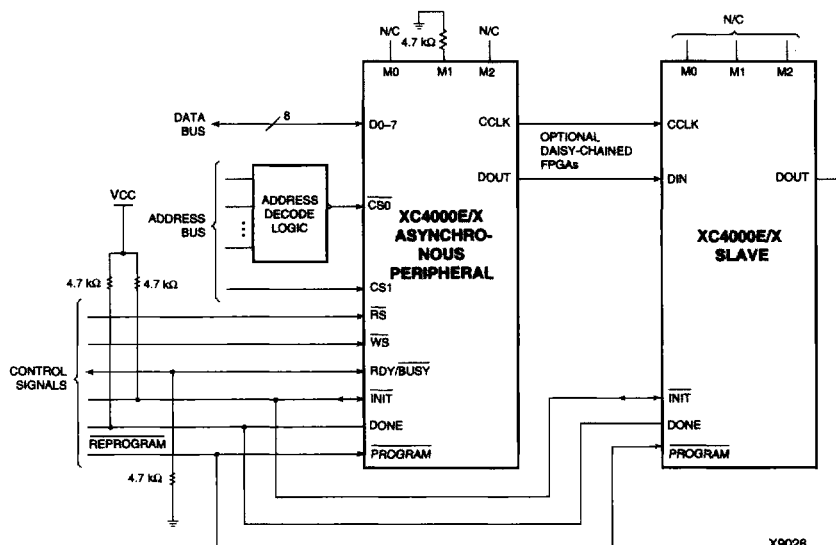 N/C
4.7 kΩ
N/C
N/C
M0
M1
M2
M0
M1
M2
DATA
BUS
8
D0–7
CCLK
OPTIONAL
DAISY-CHAINED
FPGAs
CCLK
ADDRESS
BUS
ADDRESS
DECODE
LOGIC
CS0
DOUT
DIN
DOUT
XC4000E/X
ASYNCHRO-
NOUS
PERIPHERAL
XC4000E/X
SLAVE
VCC
4.7 kΩ
4.7 kΩ
CS1
CONTROL
SIGNALS
RS
WS
RDY/BUSY
INIT
INIT
DONE
DONE
REPROGRAM
PROGRAM
PROGRAM
4.7 kΩ
X9028